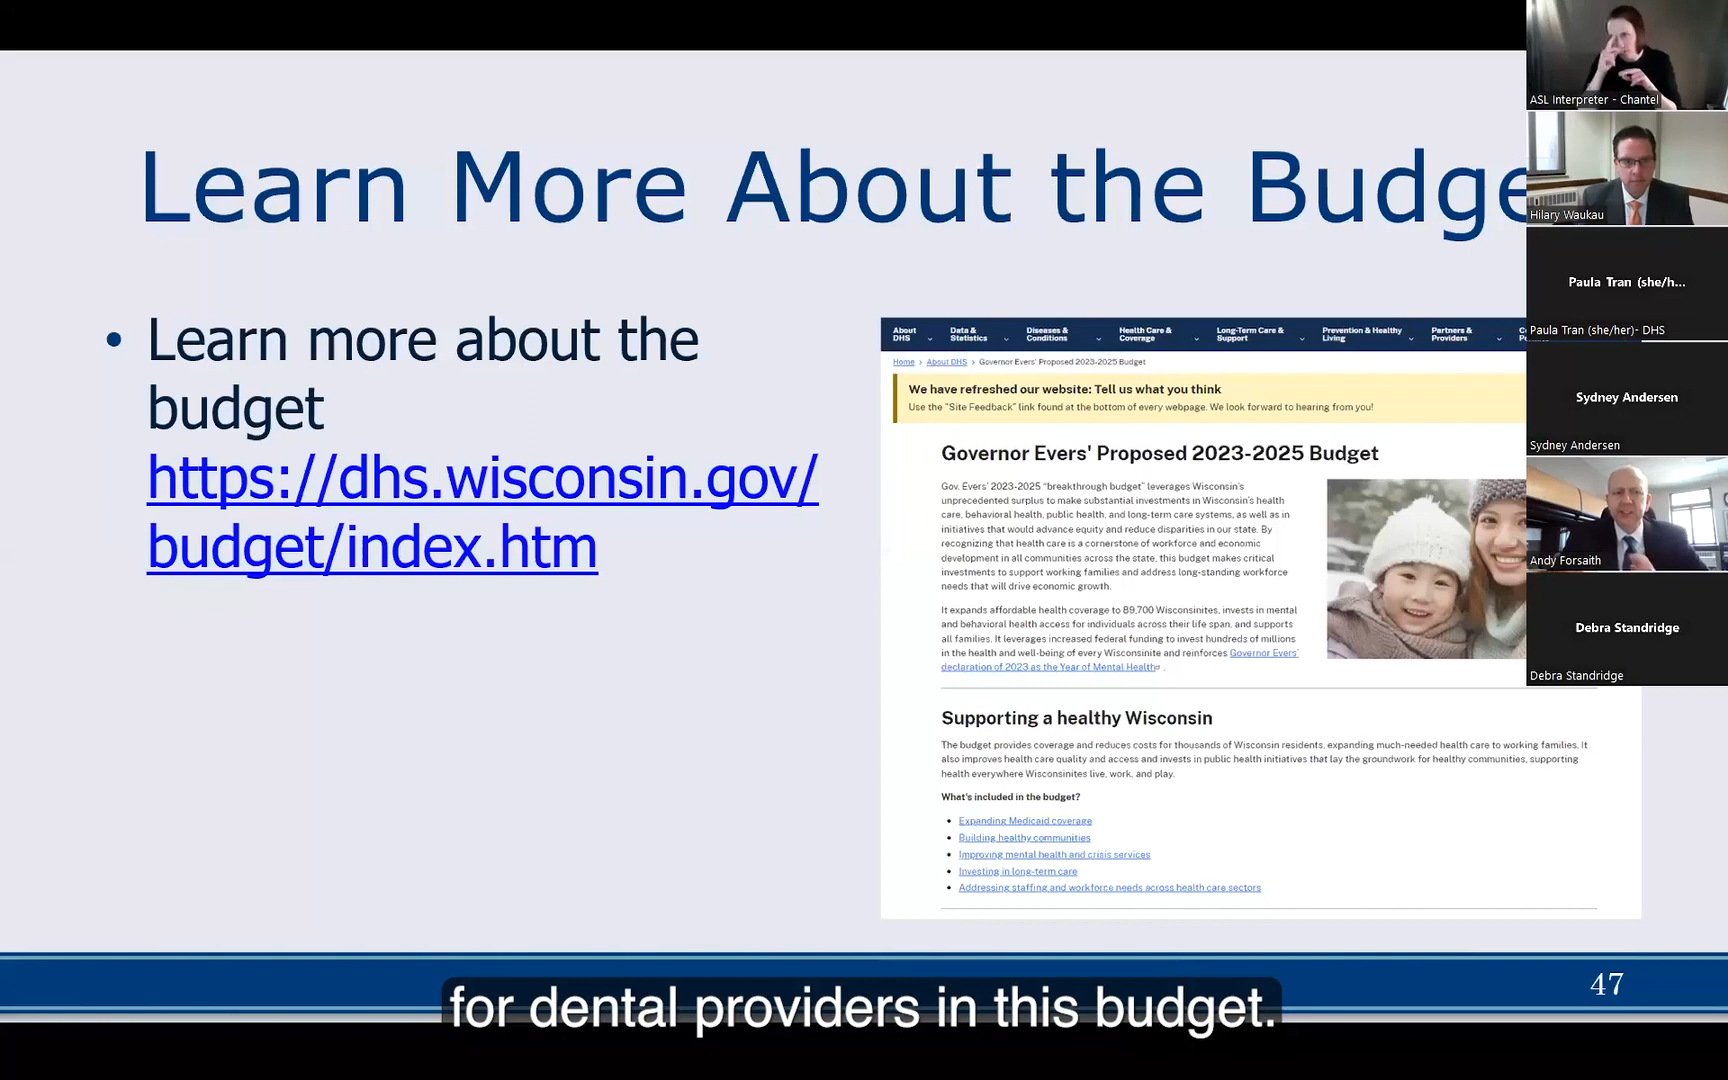 Learn More About the Budge
• Learn more about the
budget
https://dhs.wisconsin.gov/
budget/index.htm
About
DHS
Data &
Statistics
Diseases &
Conditions
Health Care &
Coverage
Long-Term Care &
Support
Prevention & Healthy
Living
Partners &
Providers
Home › About DHS › Governor Evers' Proposed 2023-2025 Budget
We have refreshed our website: Tell us what you think
Use the "Site Feedback" link found at the bottom of every webpage. We look forward to hearing from you!
Governor Evers' Proposed 2023-2025 Budget
Gov. Evers' 2023-2025 "breakthrough budget" leverages Wisconsin's
unprecedented surplus to make substantial investments in Wisconsin's health
care, behavioral health, public health, and long-term care systems, as well as in
initiatives that would advance equity and reduce disparities in our state. By
recognizing that health care is a cornerstone of workforce and economic
development in all communities across the state, this budget makes critical
investments to support working families and address long-standing workforce
needs that will drive economic growth.
It expands affordable health coverage to 89,700 Wisconsinites, invests in mental
and behavioral health access for individuals across their life span, and supports
all families. It leverages increased federal funding to invest hundreds of millions
in the health and well-being of every Wisconsinite and reinforces Governor Evers'
declaration of 2023 as the Year of Mental Health .
Supporting a healthy Wisconsin
The budget provides coverage and reduces costs for thousands of Wisconsin residents, expanding much-needed health care to working families. It
also improves health care quality and access and invests in public health initiatives that lay the groundwork for healthy communities, supporting
health everywhere Wisconsinites live, work, and play.
What's included in the budget?
• Expanding Medicaid coverage
• Building healthy communities
• Improving mental health and crisis services
• Investing in long-term care
• Addressing staffing and workforce needs across health care sectors
ASL Interpreter - Chantel
Hilary Waukau
Paula Tran (she/h...
Paula Tran (she/her)- DHS
Sydney Andersen
Sydney Andersen
Andy Forsaith
Debra Standridge
Debra Standridge
47
for dental providers in this budget.